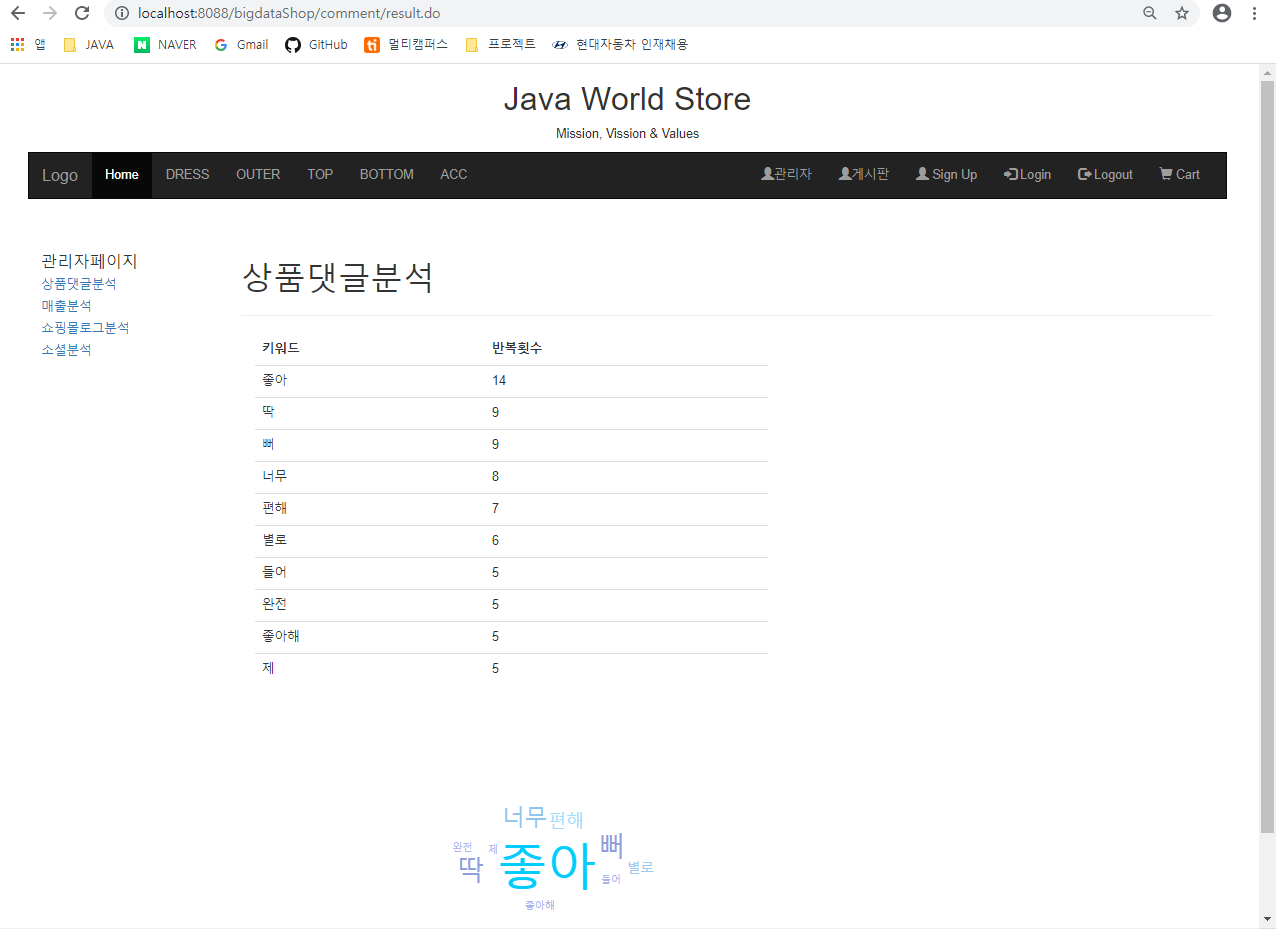 localhost:8088/bigdataShop/comment/result.do
앱 JAVA NAVER Gmail GitHub 멀티캠퍼스 프로젝트 현대자동차 인재채용
Java World Store
Mission, Vission & Values
Logo Home DRESS OUTER TOP BOTTOM ACC 관리자 게시판 Sign Up Login Logout Cart
관리자페이지
상품댓글분석
매출분석
쇼핑몰로그분석
소셜분석
상품댓글분석
키워드 반복횟수
좋아 14
딱 9
뻐 9
너무 8
편해 7
별로 6
들어 5
완전 5
좋아해 5
제 5
너무 편해
완전 제 좋아 뻐
딱 별로
들어
좋아해